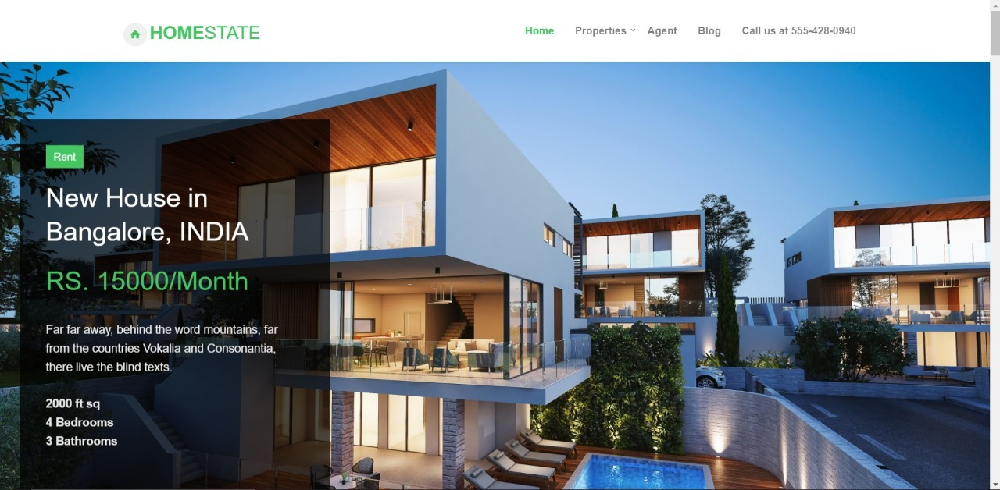 HOMESTATE
Home Properties Agent Blog Call us at 555-428-0940
Rent
New House in
Bangalore, INDIA
RS. 15000/Month
Far far away, behind the word mountains, far
from the countries Vokalia and Consonantia,
there live the blind texts.
2000 ft sq
4 Bedrooms
3 Bathrooms